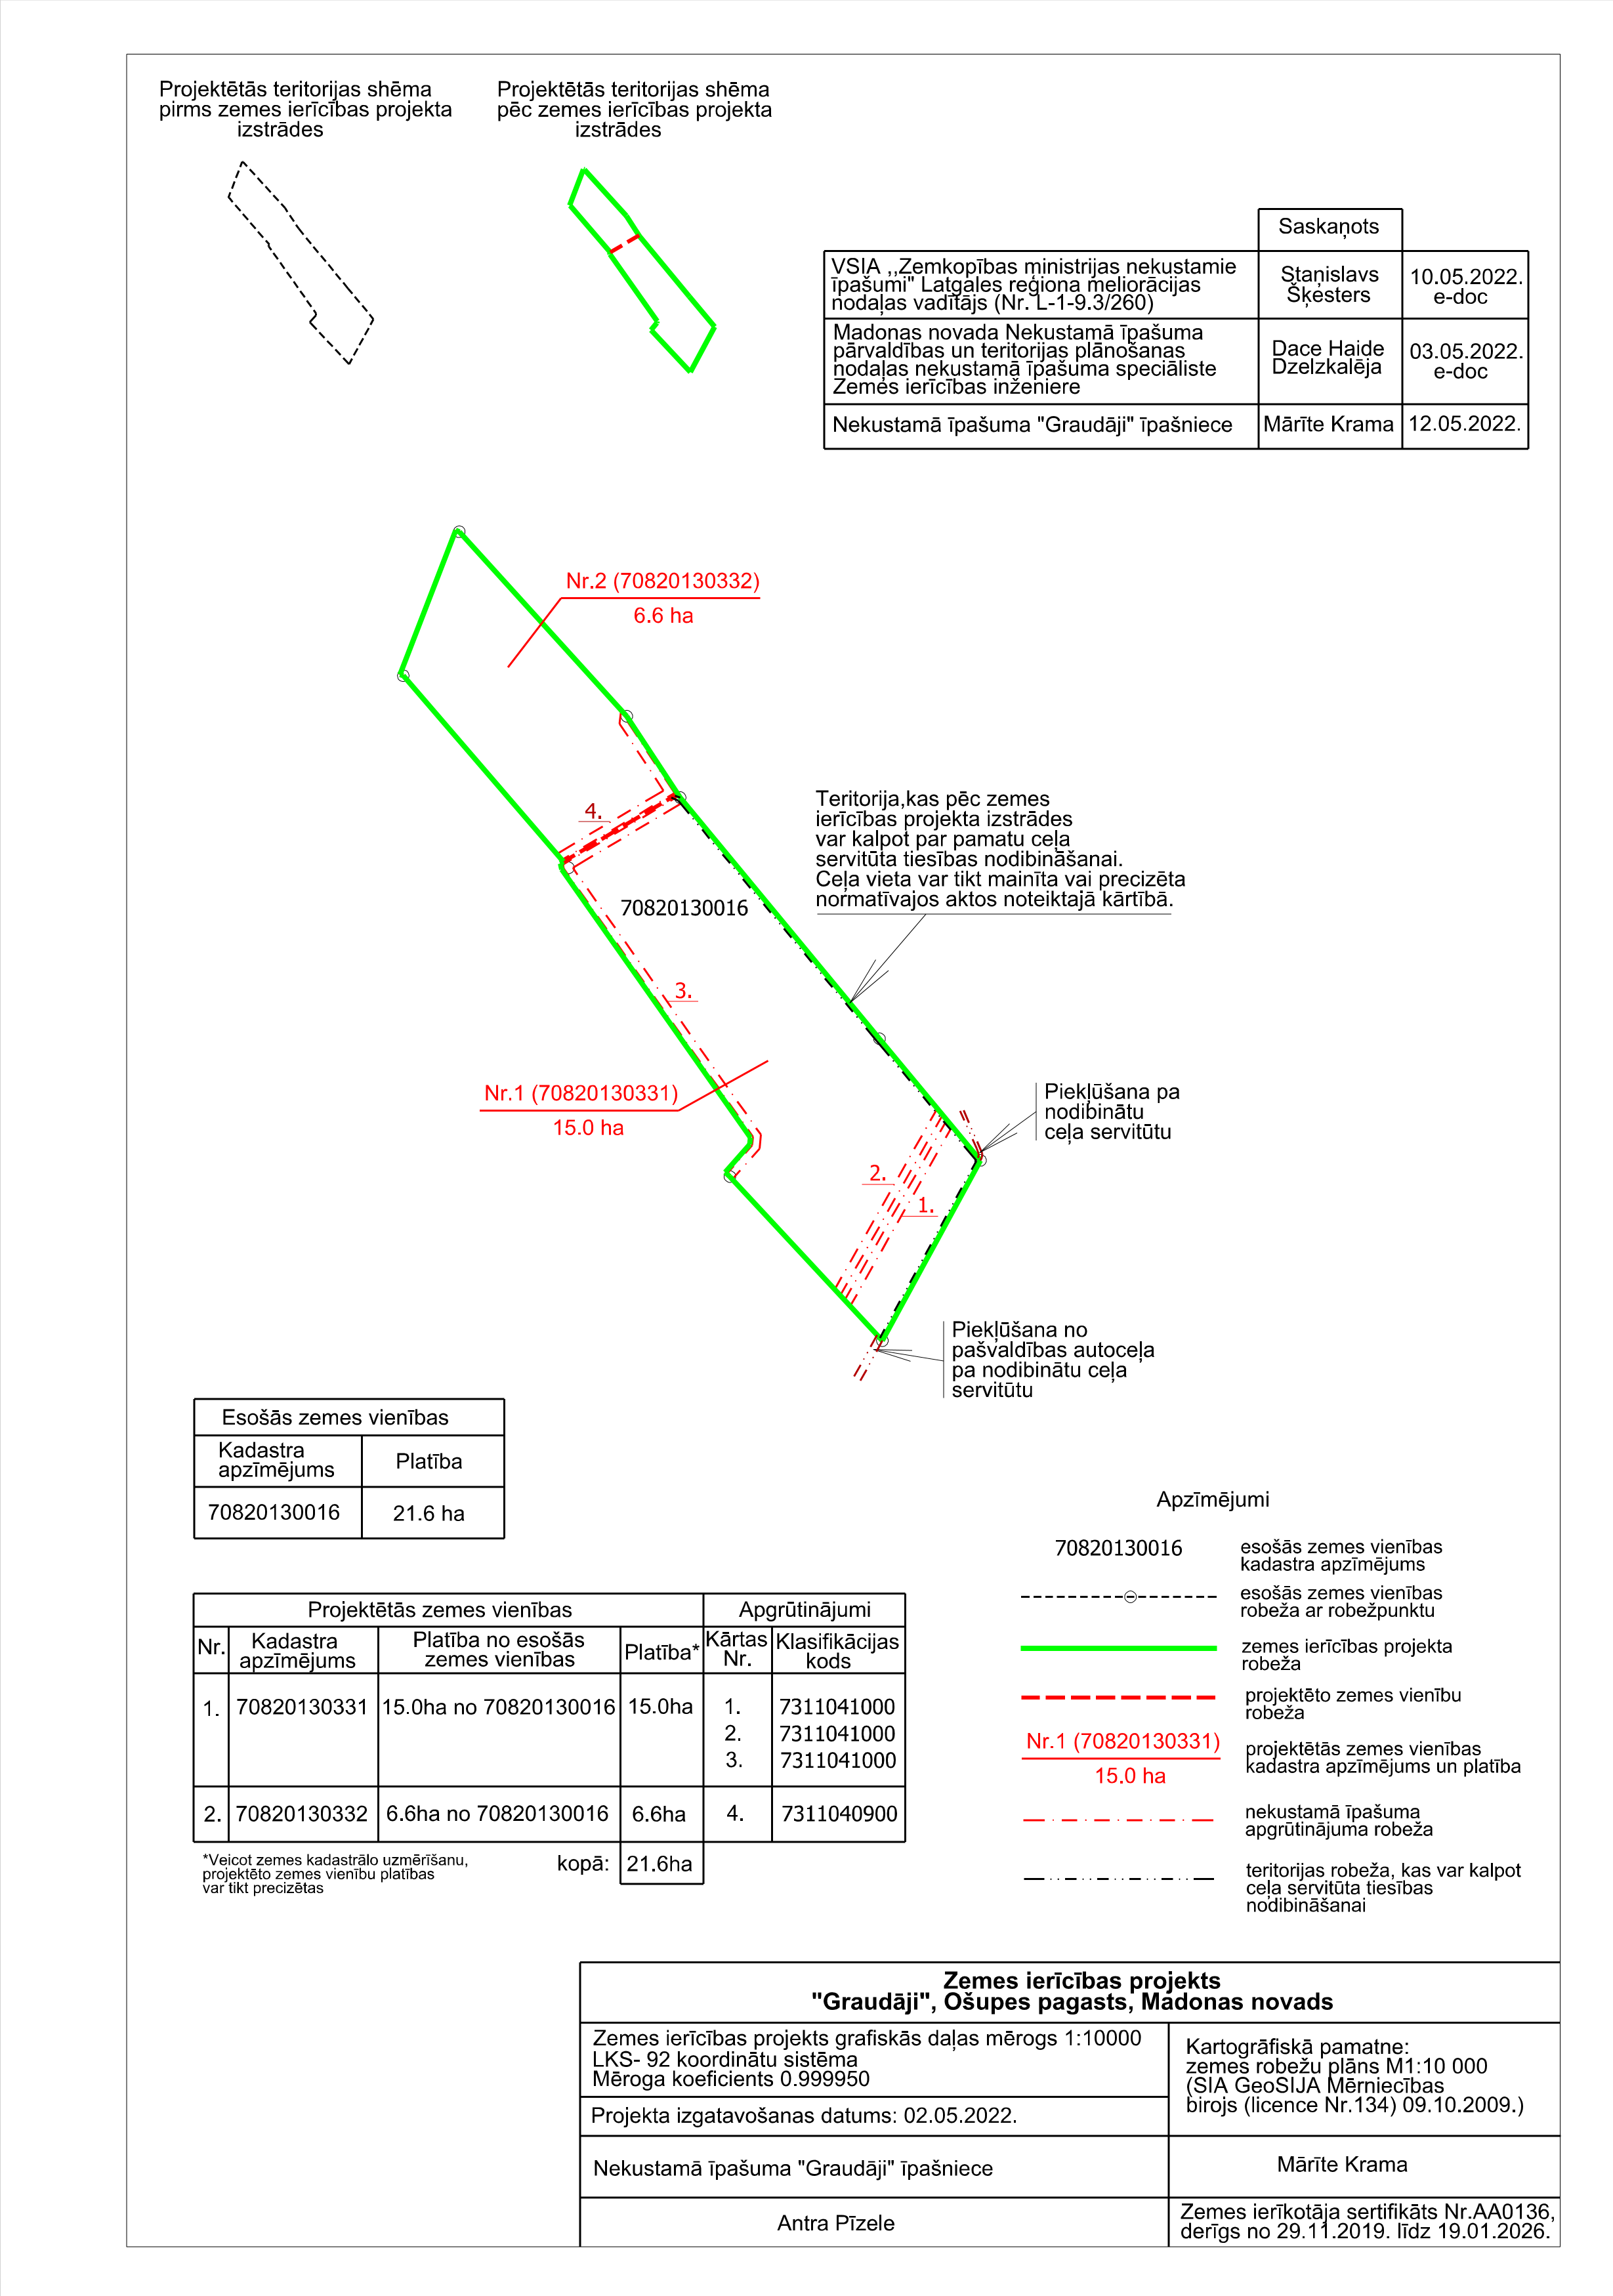 Projektētās teritorijas shēma
pirms zemes ierīcības projekta
izstrādes
Projektētās teritorijas shēma
pēc zemes ierīcības projekta
izstrādes
Saskaņots
VSIA ,,Zemkopības ministrijas nekustamie
īpašumi" Latgales reģiona meliorācijas
nodaļas vadītājs (Nr. L-1-9.3/260)
Staņislavs
Šķesters
10.05.2022.
e-doc
Madonas novada Nekustamā īpašuma
pārvaldības un teritorijas plānošanas
nodaļas nekustamā īpašuma speciāliste
Zemes ierīcības inženiere
Dace Haide
Dzelzkalēja
03.05.2022.
e-doc
Nekustamā īpašuma "Graudāji" īpašniece
Mārīte Krama
12.05.2022.
Nr.2 (70820130332)
6.6 ha
4.
Teritorija,kas pēc zemes
ierīcības projekta izstrādes
var kalpot par pamatu ceļa
servitūta tiesības nodibināšanai.
Ceļa vieta var tikt mainīta vai precizēta
normatīvajos aktos noteiktajā kārtībā.
70820130016
3.
Nr.1 (70820130331)
15.0 ha
Piekļūšana pa
nodibinātu
ceļa servitūtu
2.
1.
Piekļūšana no
pašvaldības autoceļa
pa nodibinātu ceļa
servitūtu
Esošās zemes vienības
Kadastra
apzīmējums
Platība
70820130016
21.6 ha
Projektētās zemes vienības
Apgrūtinājumi
Nr.
Kadastra
apzīmējums
Platība no esošās
zemes vienības
Platība*
Kārtas
Nr.
Klasifikācijas
kods
1.
70820130331
15.0ha no 70820130016
15.0ha
1.
7311041000
2.
7311041000
3.
7311041000
2.
70820130332
6.6ha no 70820130016
6.6ha
4.
7311040900
*Veicot zemes kadastrālo uzmērīšanu,
projektēto zemes vienību platības
var tikt precizētas
kopā:
21.6ha
Apzīmējumi
70820130016
esošās zemes vienības
kadastra apzīmējums
esošās zemes vienības
robeža ar robežpunktu
zemes ierīcības projekta
robeža
projektēto zemes vienību
robeža
Nr.1 (70820130331)
15.0 ha
projektētās zemes vienības
kadastra apzīmējums un platība
nekustamā īpašuma
apgrūtinājuma robeža
teritorijas robeža, kas var kalpot
ceļa servitūta tiesības
nodibināšanai
Zemes ierīcības projekts
"Graudāji", Ošupes pagasts, Madonas novads
Zemes ierīcības projekts grafiskās daļas mērogs 1:10000
LKS- 92 koordinātu sistēma
Mēroga koeficients 0.999950
Kartogrāfiskā pamatne:
zemes robežu plāns M1:10 000
(SIA GeoSIJA Mērniecības
birojs (licence Nr.134) 09.10.2009.)
Projekta izgatavošanas datums: 02.05.2022.
Nekustamā īpašuma "Graudāji" īpašniece
Mārīte Krama
Antra Pīzele
Zemes ierīkotāja sertifikāts Nr.AA0136,
derīgs no 29.11.2019. līdz 19.01.2026.